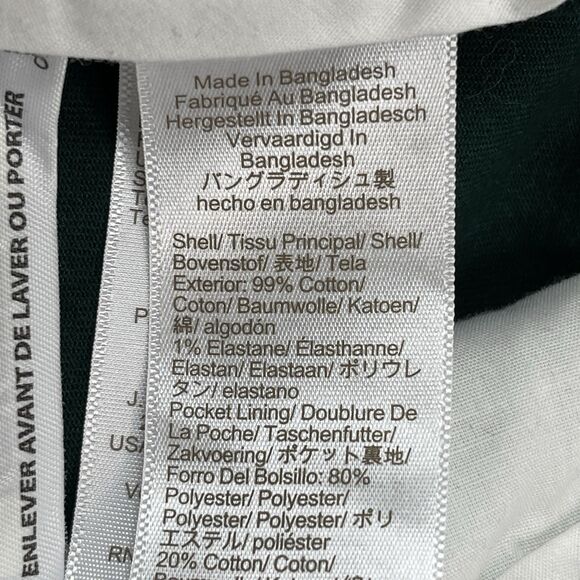 Made In Bangladesh
Fabriqué Au Bangladesh
Hergestellt In Bangladesch
Vervaardigd In
Bangladesh
バングラディシュ製
hecho en bangladesh
Shell/ Tissu Principal/ Shell/
Bovenstof/ 表地/ Tela
Exterior: 99% Cotton/
Coton/ Baumwolle/ Katoen/
綿/ algodón
1% Elastane/ Élasthanne/
Elastan/ Elastaan/ ポリウレ
タン/ elastano
Pocket Lining/ Doublure De
La Poche/ Taschenfutter/
Zakvoering/ ポケット裏地/
Forro Del Bolsillo: 80%
Polyester/ Polyester/
Polyester/ Polyester/ ポリ
エステル/ poliéster
20% Cotton/ Coton/
ENLEVER AVANT DE LAVER OU PORTER
J.
USA
RN